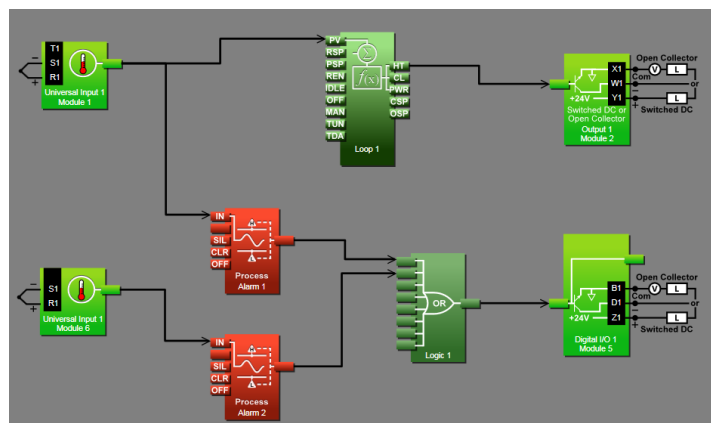 T1
S1
R1
−
+
Universal Input 1
Module 1
PV
RSP
PSP
REN
IDLE
OFF
MAN
TUN
TDA
Σ
f(x)
HT
CL
PWR
CSP
OSP
Loop 1
X1
W1
Y1
+24V
Switched DC or
Open Collector
Output 1
Module 2
Open Collector
V
L
Com
or
−
+
L
Switched DC
IN
SIL
CLR
OFF
Process
Alarm 1
S1
R1
−
+
Universal Input 1
Module 6
IN
SIL
CLR
OFF
Process
Alarm 2
OR
Logic 1
B1
D1
Z1
+24V
Digital I/O 1
Module 5
Open Collector
V
L
Com
or
−
+
L
Switched DC